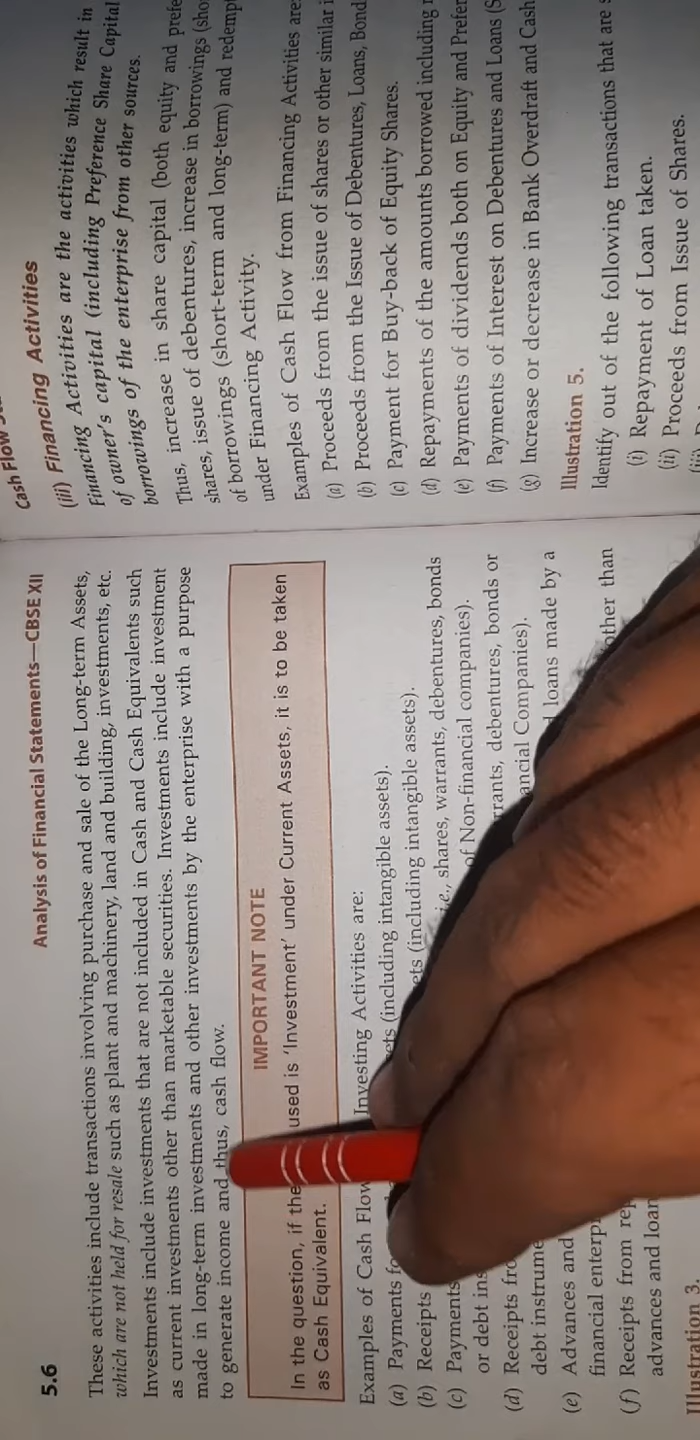 5.6
Analysis of Financial Statements—CBSE XII
These activities include transactions involving purchase and sale of the Long-term Assets,
which are not held for resale such as plant and machinery, land and building, investments, etc.
Investments include investments that are not included in Cash and Cash Equivalents such
as current investments other than marketable securities. Investments include investment
made in long-term investments and other investments by the enterprise with a purpose
to generate income and thus, cash flow.
IMPORTANT NOTE
In the question, if the used is 'Investment' under Current Assets, it is to be taken
as Cash Equivalent.
Examples of Cash Flow Investing Activities are:
(a) Payments (including intangible assets).
(b) Receipts (including intangible assets).
(c) Payments i.e., shares, warrants, debentures, bonds
or debt of Non-financial companies).
(d) Receipts debentures, bonds or
debt Companies).
(e) Advances and loans made by a
financial other than
(f) Receipts from
advances and
Illustration 3.
Cash Flow
(iii) Financing Activities
Financing Activities are the activities which result in
of owner's capital (including Preference Share Capital
borrowings of the enterprise from other sources.
Thus, increase in share capital (both equity and
shares, issue of debentures, increase in borrowings
of borrowings (short-term and long-term) and
under Financing Activity.
Examples of Cash Flow from Financing Activities are:
(a) Proceeds from the issue of shares or other similar
(b) Proceeds from the Issue of Debentures, Loans,
(c) Payment for Buy-back of Equity Shares.
(d) Repayments of the amounts borrowed including
(e) Payments of dividends both on Equity and
(f) Payments of Interest on Debentures and Loans
(g) Increase or decrease in Bank Overdraft and Cash
Illustration 5.
Identify out of the following transactions that are
(i) Repayment of Loan taken.
(ii) Proceeds from Issue of Shares.